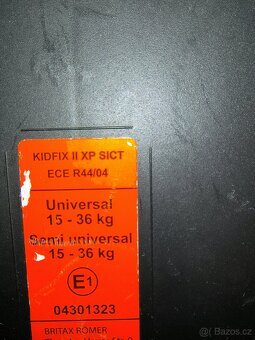 KIDFIX II XP SICT
ECE R44/04
Universal
15 - 36 kg
Semi universal
15 - 36 kg
E1
04301323
BRITAX RÖMER
© Bazos.cz